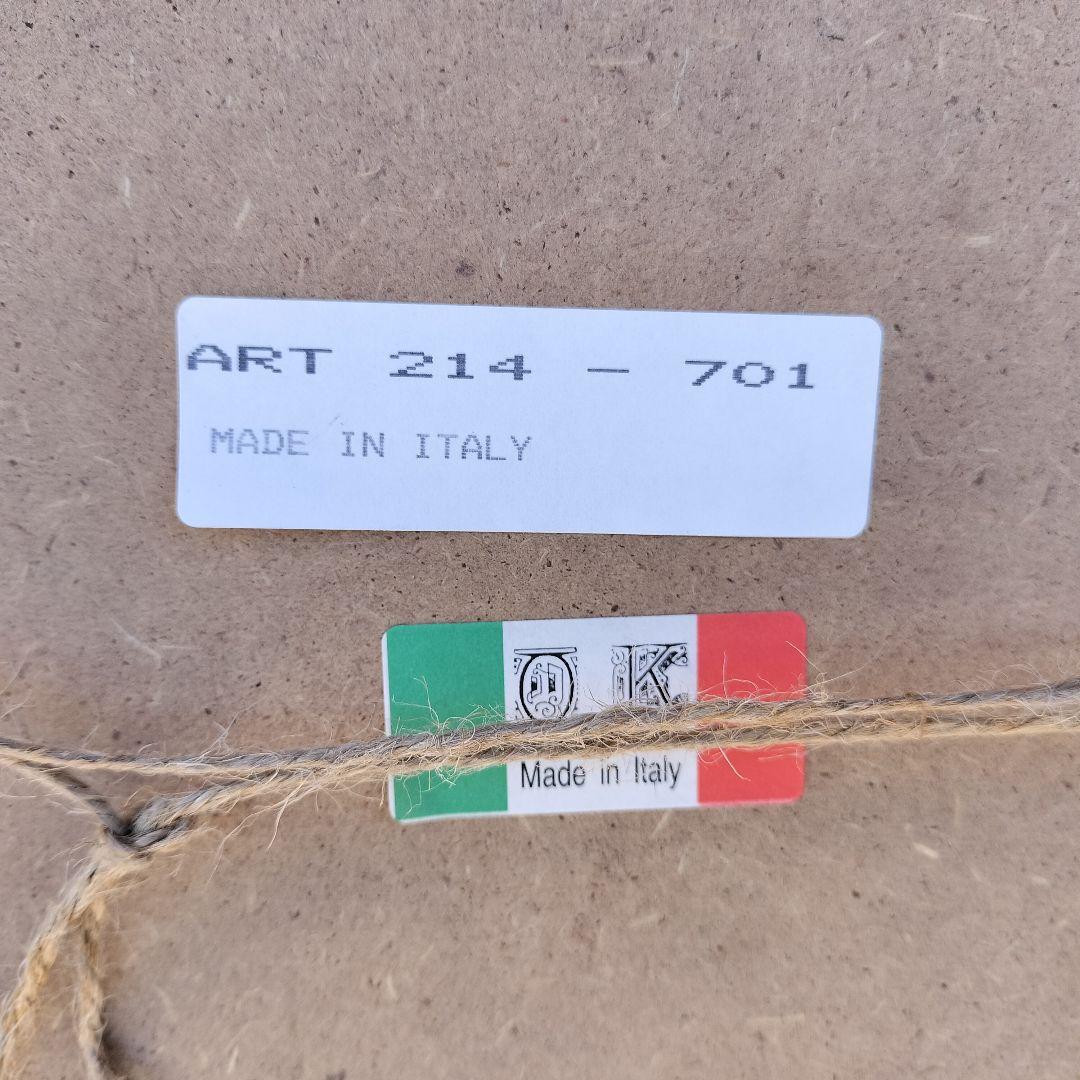 ART 214 - 701
MADE IN ITALY
O K
Made in Italy